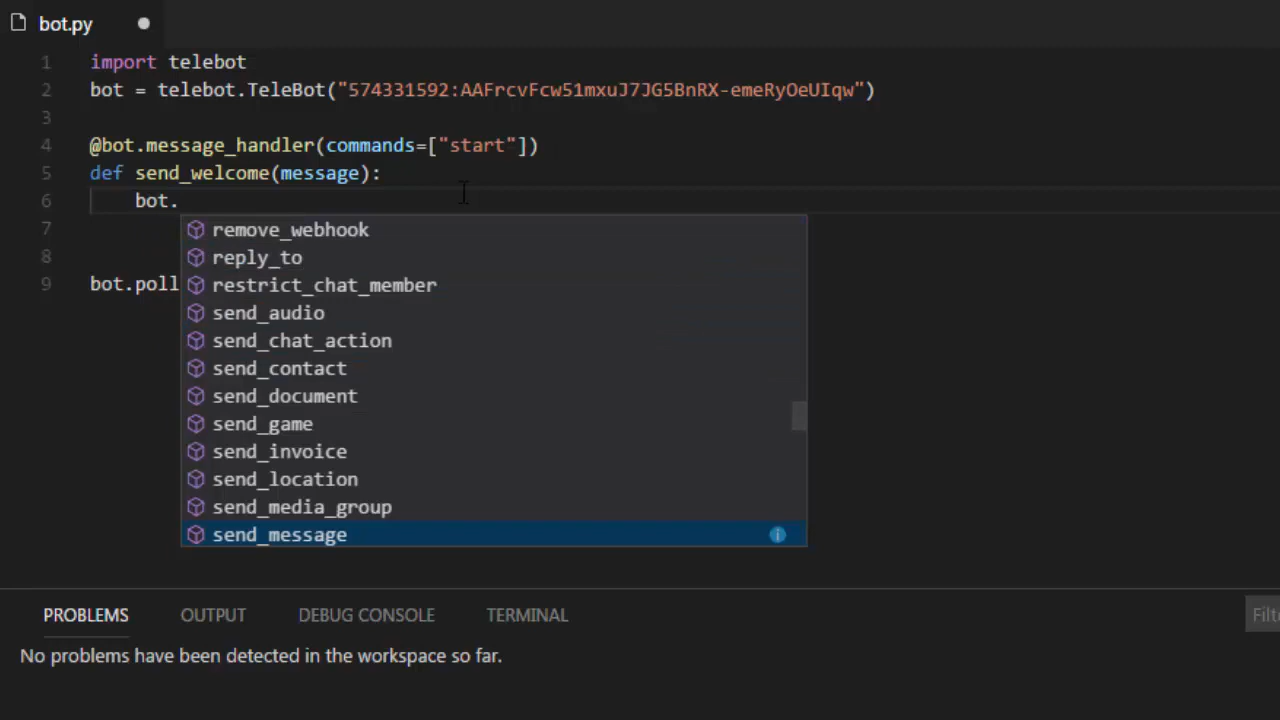 bot.py
1 import telebot
2 bot = telebot.TeleBot("574331592:AAFrcvFcw51mxuJ7JG5BnRX-emeRyOeUIqw")
3
4 @bot.message_handler(commands=["start"])
5 def send_welcome(message):
6 bot.
7 remove_webhook
8 reply_to
9 bot.poll restrict_chat_member
send_audio
send_chat_action
send_contact
send_document
send_game
send_invoice
send_location
send_media_group
send_message
PROBLEMS OUTPUT DEBUG CONSOLE TERMINAL
No problems have been detected in the workspace so far.